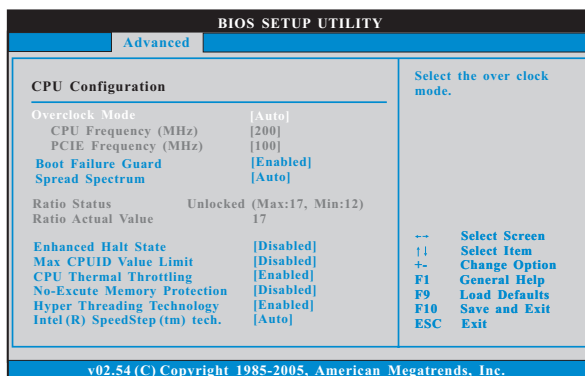 BIOS SETUP UTILITY
Advanced
CPU Configuration
Overclock Mode [Auto]
CPU Frequency (MHz) [200]
PCIE Frequency (MHz) [100]
Boot Failure Guard [Enabled]
Spread Spectrum [Auto]
Ratio Status Unlocked (Max:17, Min:12)
Ratio Actual Value 17
Enhanced Halt State [Disabled]
Max CPUID Value Limit [Disabled]
CPU Thermal Throttling [Enabled]
No-Excute Memory Protection [Disabled]
Hyper Threading Technology [Enabled]
Intel(R) SpeedStep(tm) tech. [Auto]
Select the over clock
mode.
←→ Select Screen
↑↓ Select Item
+- Change Option
F1 General Help
F9 Load Defaults
F10 Save and Exit
ESC Exit
v02.54 (C) Copyright 1985-2005, American Megatrends, Inc.